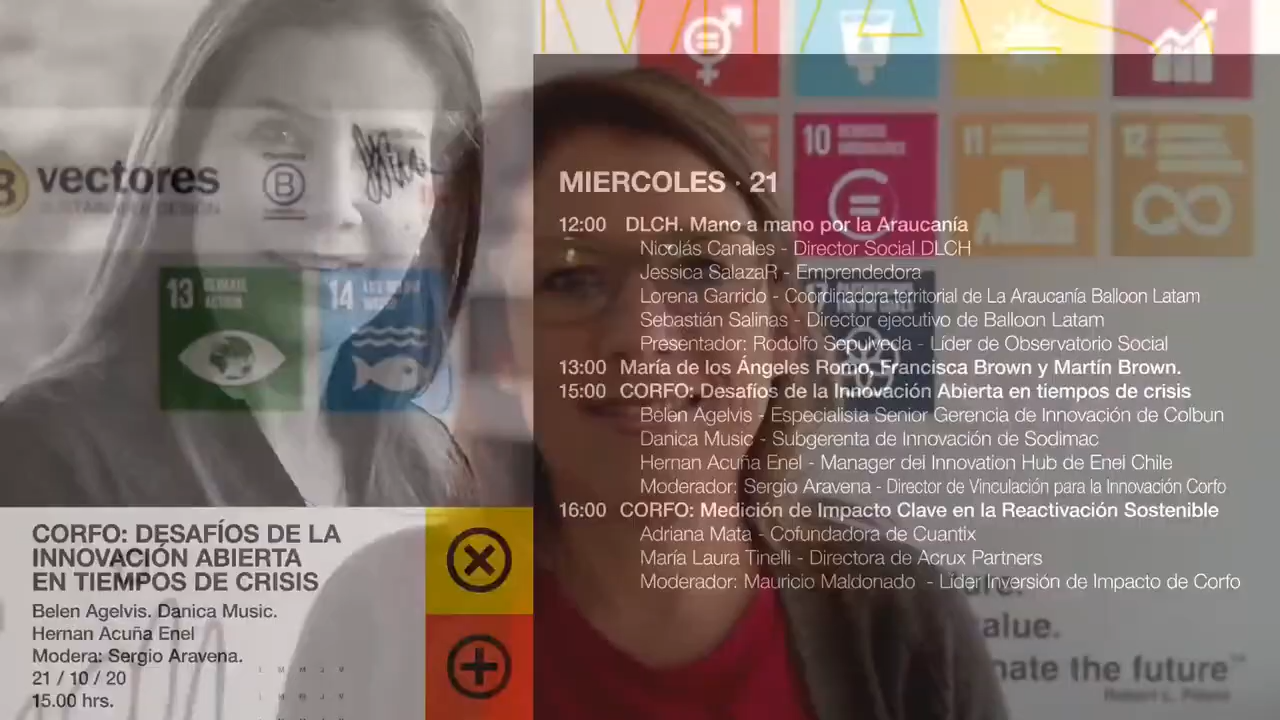 vectores
SUSTAINABLE DESIGN
B
10
11
12
13 CLIMATE
ACTION
14
MIERCOLES · 21
12:00 DLCH. Mano a mano por la Araucanía
Nicolás Canales - Director Social DLCH
Jessica SalazaR - Emprendedora
Lorena Garrido - Coordinadora territorial de La Araucanía Balloon Latam
Sebastián Salinas - Director ejecutivo de Balloon Latam
Presentador: Rodolfo Sepulveda - Líder de Observatorio Social
13:00 María de los Ángeles Romo, Francisca Brown y Martín Brown.
15:00 CORFO: Desafíos de la Innovación Abierta en tiempos de crisis
Belen Agelvis - Especialista Senior Gerencia de Innovación de Colbun
Danica Music - Subgerenta de Innovación de Sodimac
Hernan Acuña Enel - Manager del Innovation Hub de Enel Chile
Moderador: Sergio Aravena - Director de Vinculación para la Innovación Corfo
16:00 CORFO: Medición de Impacto Clave en la Reactivación Sostenible
Adriana Mata - Cofundadora de Cuantix
María Laura Tinelli - Directora de Acrux Partners
Moderador: Mauricio Maldonado - Líder Inversión de Impacto de Corfo
CORFO: DESAFÍOS DE LA
INNOVACIÓN ABIERTA
EN TIEMPOS DE CRISIS
Belen Agelvis. Danica Music.
Hernan Acuña Enel
Modera: Sergio Aravena.
21 / 10 / 20
15.00 hrs.
alue.
nate the future